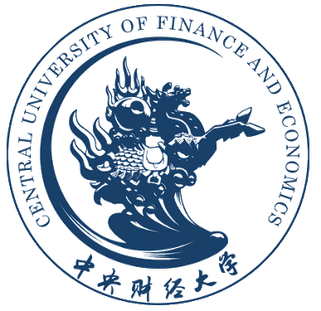 CENTRAL UNIVERSITY OF FINANCE AND ECONOMICS
中央财经大学